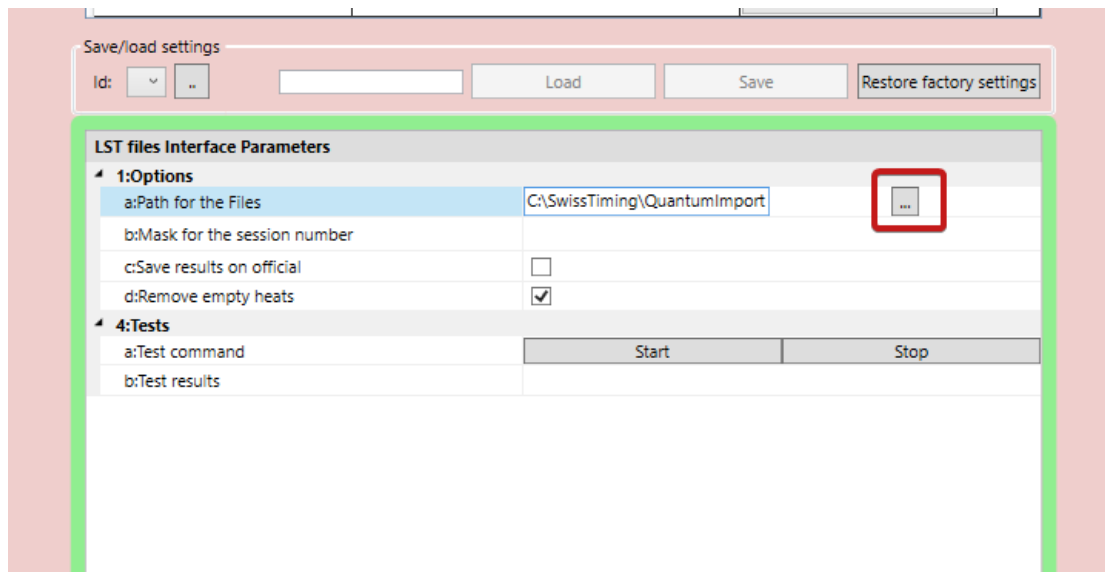 Save/load settings
Id: .. Load Save Restore factory settings
LST files Interface Parameters
1:Options
a:Path for the Files C:\SwissTiming\QuantumImport ...
b:Mask for the session number
c:Save results on official
d:Remove empty heats
4:Tests
a:Test command Start Stop
b:Test results